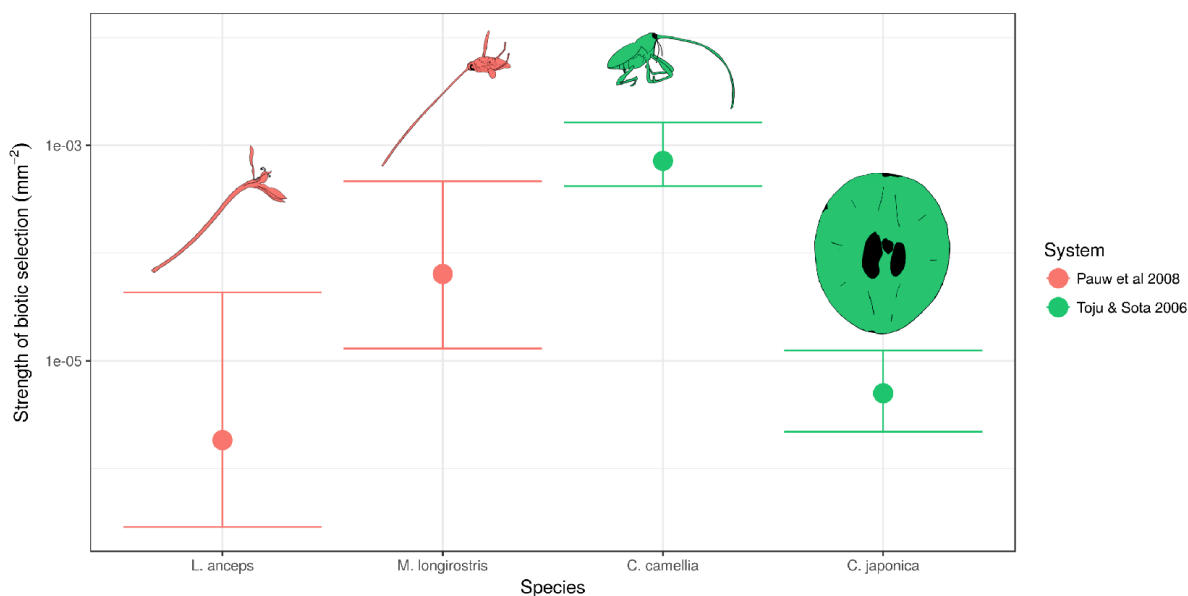 Strength of biotic selection (mm⁻²)
1e-03
1e-05
L. anceps
M. longirostris
C. camellia
C. japonica
Species
System
Pauw et al 2008
Toju & Sota 2006